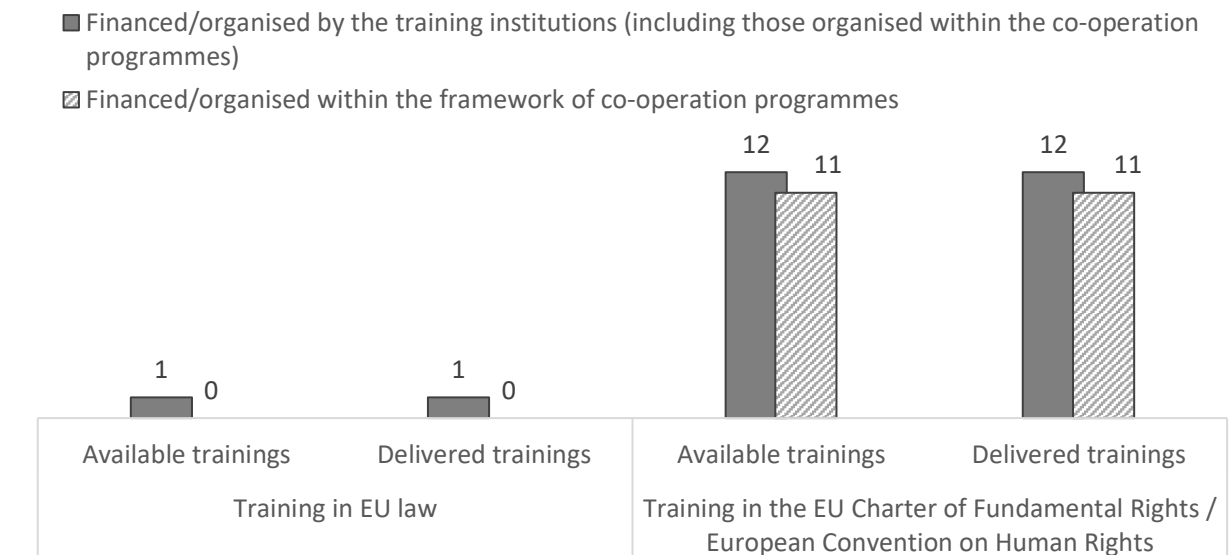 Financed/organised by the training institutions (including those organised within the co-operation
programmes)
Financed/organised within the framework of co-operation programmes
12
11
12
11
1
0
1
0
Available trainings
Delivered trainings
Available trainings
Delivered trainings
Training in EU law
Training in the EU Charter of Fundamental Rights /
European Convention on Human Rights